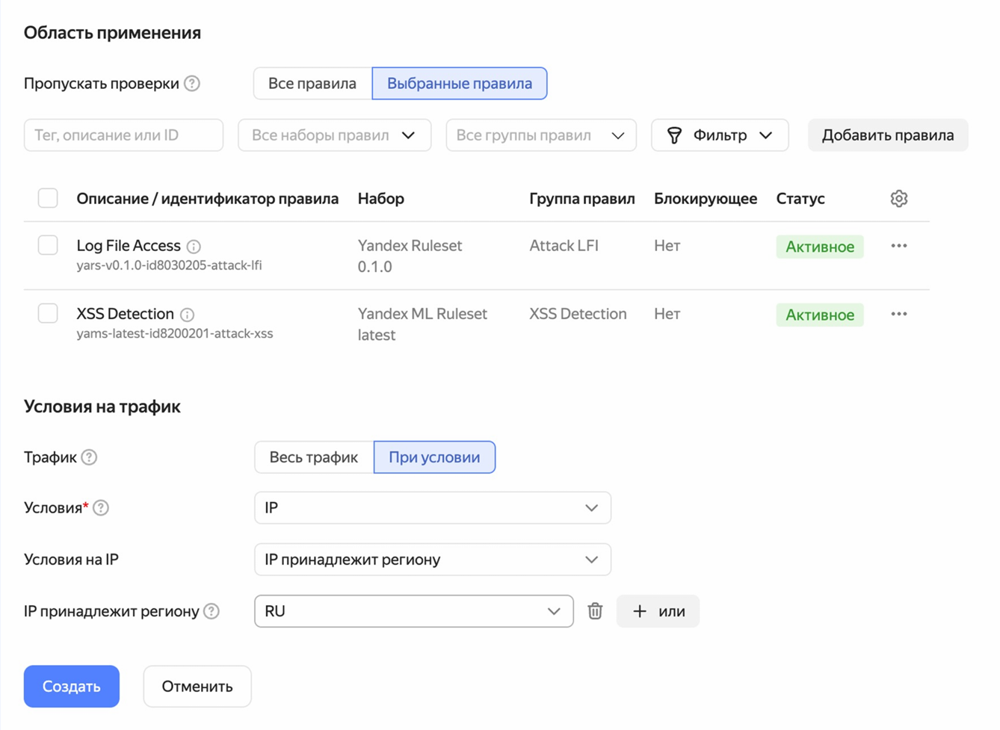 Область применения
Пропускать проверки ? Все правила Выбранные правила
Тег, описание или ID Все наборы правил Все группы правил Фильтр Добавить правила
Описание / идентификатор правила Набор Группа правил Блокирующее Статус
Log File Access Yandex Ruleset Attack LFI Нет Активное
yars-v0.1.0-id8030205-attack-lfi 0.1.0
XSS Detection Yandex ML Ruleset XSS Detection Нет Активное
yams-latest-id8200201-attack-xss latest
Условия на трафик
Трафик ? Весь трафик При условии
Условия* ? IP
Условия на IP IP принадлежит региону
IP принадлежит региону ? RU + или
Создать Отменить